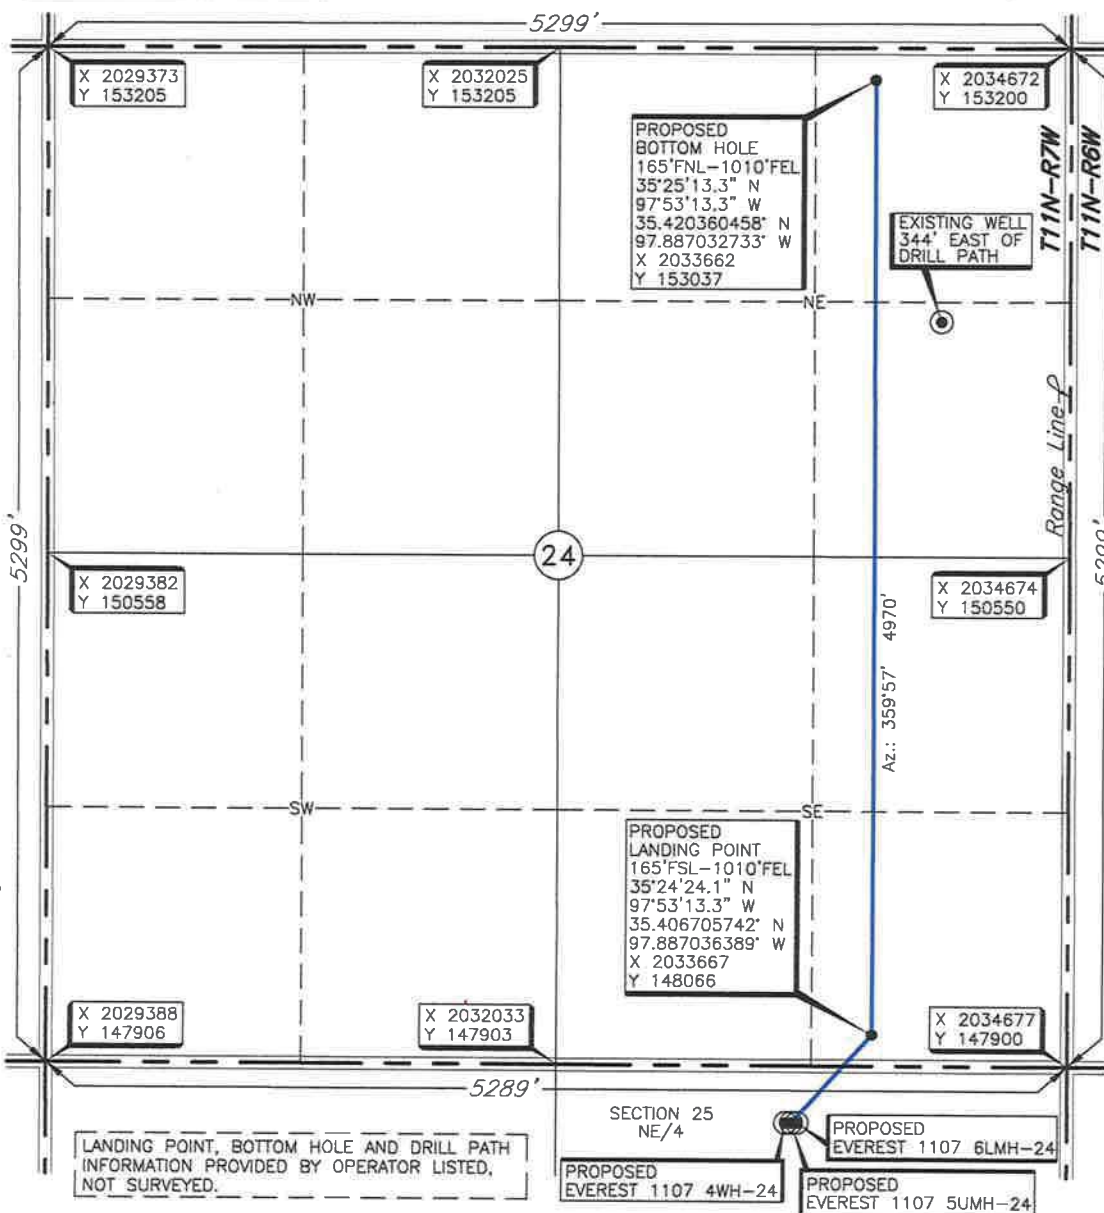 5299'
X 2029373
Y 153205
X 2032025
Y 153205
X 2034672
Y 153200
PROPOSED
BOTTOM HOLE
165'FNL-1010'FEL
35°25'13.3" N
97°53'13.3" W
35.420360458° N
97.887032733° W
X 2033662
Y 153037
T11N-R7W
T11N-R6W
EXISTING WELL
344' EAST OF
DRILL PATH
NW
NE
Range Line
5299'
24
X 2029382
Y 150558
X 2034674
Y 150550
Az.: 359°57' 4970'
SW
SE
PROPOSED
LANDING POINT
165'FSL-1010'FEL
35°24'24.1" N
97°53'13.3" W
35.406705742° N
97.887036389° W
X 2033667
Y 148066
X 2029388
Y 147906
X 2032033
Y 147903
X 2034677
Y 147900
5289'
SECTION 25
NE/4
LANDING POINT, BOTTOM HOLE AND DRILL PATH
INFORMATION PROVIDED BY OPERATOR LISTED,
NOT SURVEYED.
PROPOSED
EVEREST 1107 4WH-24
PROPOSED
EVEREST 1107 6LMH-24
PROPOSED
EVEREST 1107 5UMH-24